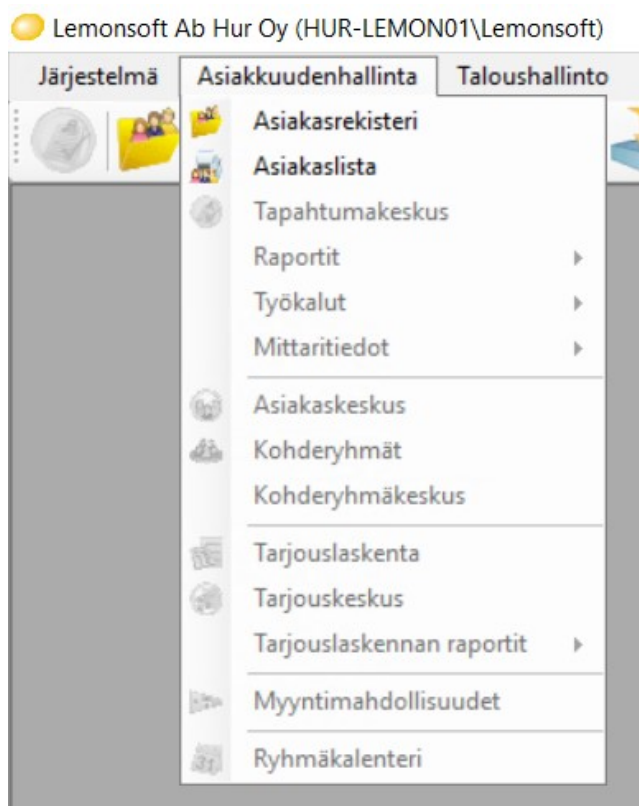 Lemonsoft Ab Hur Oy (HUR-LEMON01\Lemonsoft)
Järjestelmä Asiakkuudenhallinta Taloushallinto
Asiakasrekisteri
Asiakaslista
Tapahtumakeskus
Raportit
Työkalut
Mittaritiedot
Asiakaskeskus
Kohderyhmät
Kohderyhmäkeskus
Tarjouslaskenta
Tarjouskeskus
Tarjouslaskennan raportit
Myyntimahdollisuudet
31 Ryhmäkalenteri